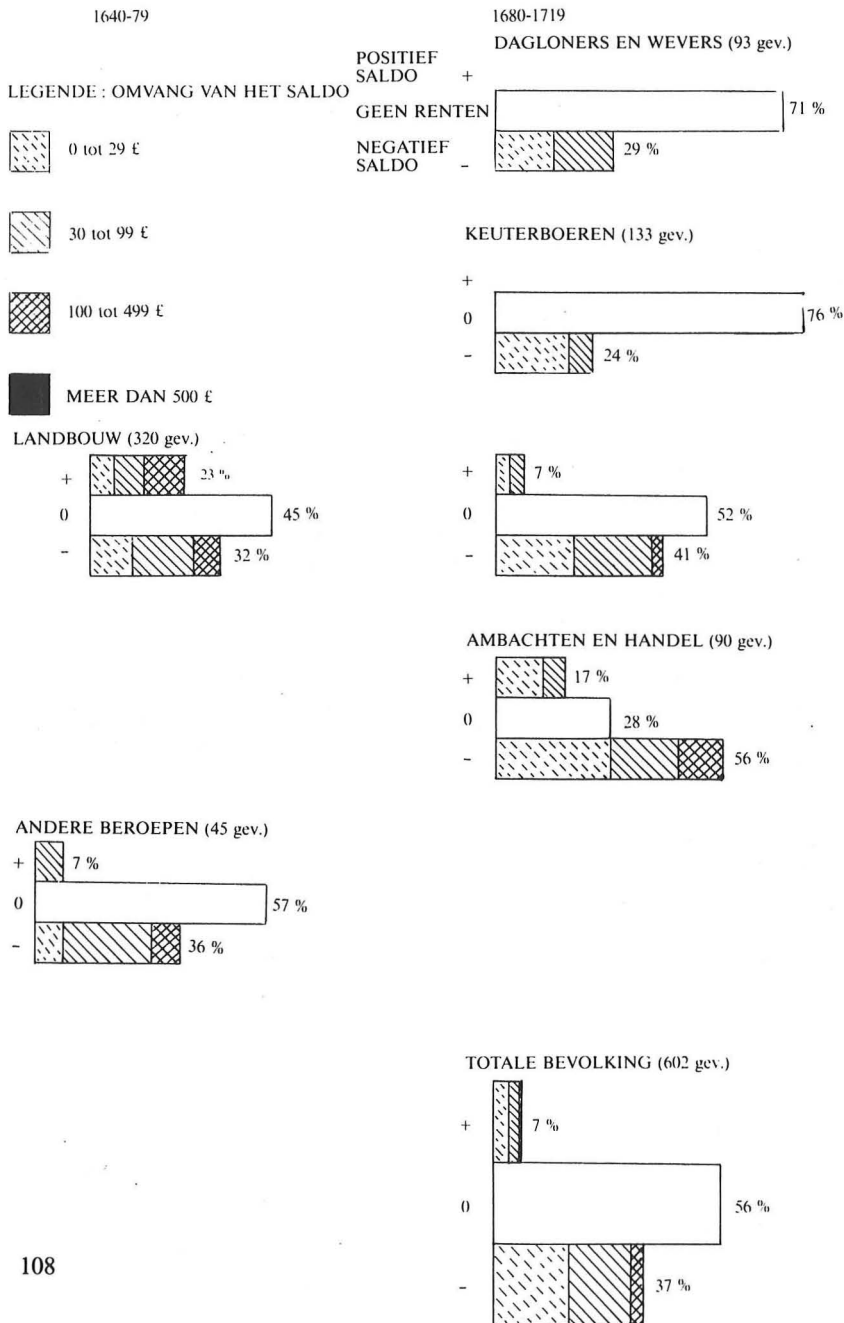 1640-79
1680-1719
DAGLONERS EN WEVERS (93 gev.)
POSITIEF
SALDO +
LEGENDE : OMVANG VAN HET SALDO
GEEN RENTEN
71 %
0 tot 29 £
NEGATIEF
SALDO -
29 %
30 tot 99 £
KEUTERBOEREN (133 gev.)
+
100 tot 499 £
0
76 %
-
24 %
MEER DAN 500 £
LANDBOUW (320 gev.)
+
23 %
0
45 %
-
32 %
+
7 %
0
52 %
-
41 %
AMBACHTEN EN HANDEL (90 gev.)
+
17 %
0
28 %
-
56 %
ANDERE BEROEPEN (45 gev.)
+
7 %
0
57 %
-
36 %
TOTALE BEVOLKING (602 gev.)
+
7 %
0
56 %
-
37 %
108